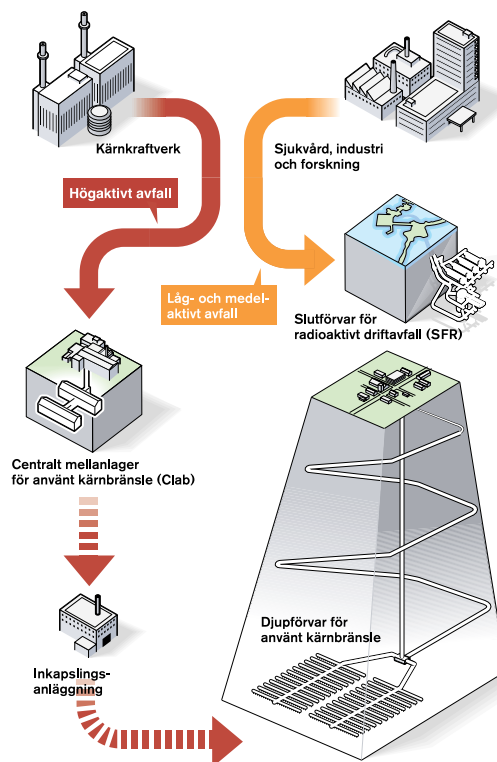 Kärnkraftverk
Sjukvård, industri
och forskning
Högaktivt avfall
Låg- och medel-
aktivt avfall
Slutförvar för
radioaktivt driftavfall (SFR)
Centralt mellanlager
för använt kärnbränsle (Clab)
Djupförvar för
använt kärnbränsle
Inkapslings-
anläggning